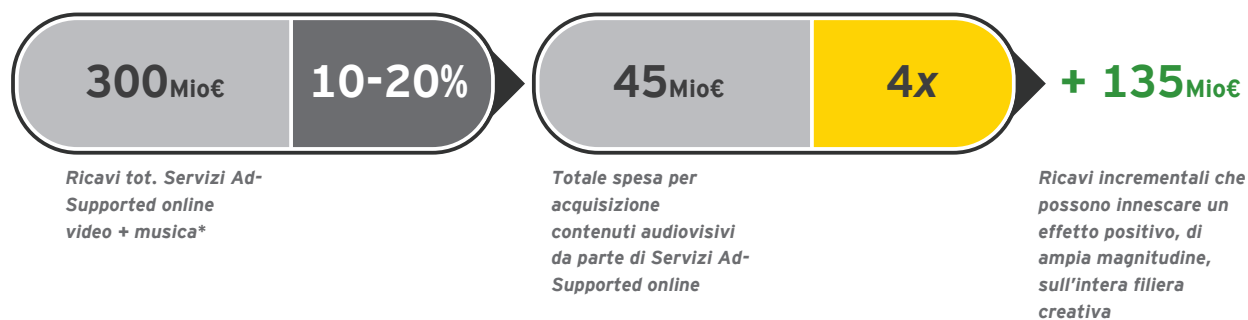 300Mio€ 10-20% 45Mio€ 4x + 135Mio€
Ricavi tot. Servizi Ad-
Supported online
video + musica*
Totale spesa per
acquisizione
contenuti audiovisivi
da parte di Servizi Ad-
Supported online
Ricavi incrementali che
possono innescare un
effetto positivo, di
ampia magnitudine,
sull'intera filiera
creativa